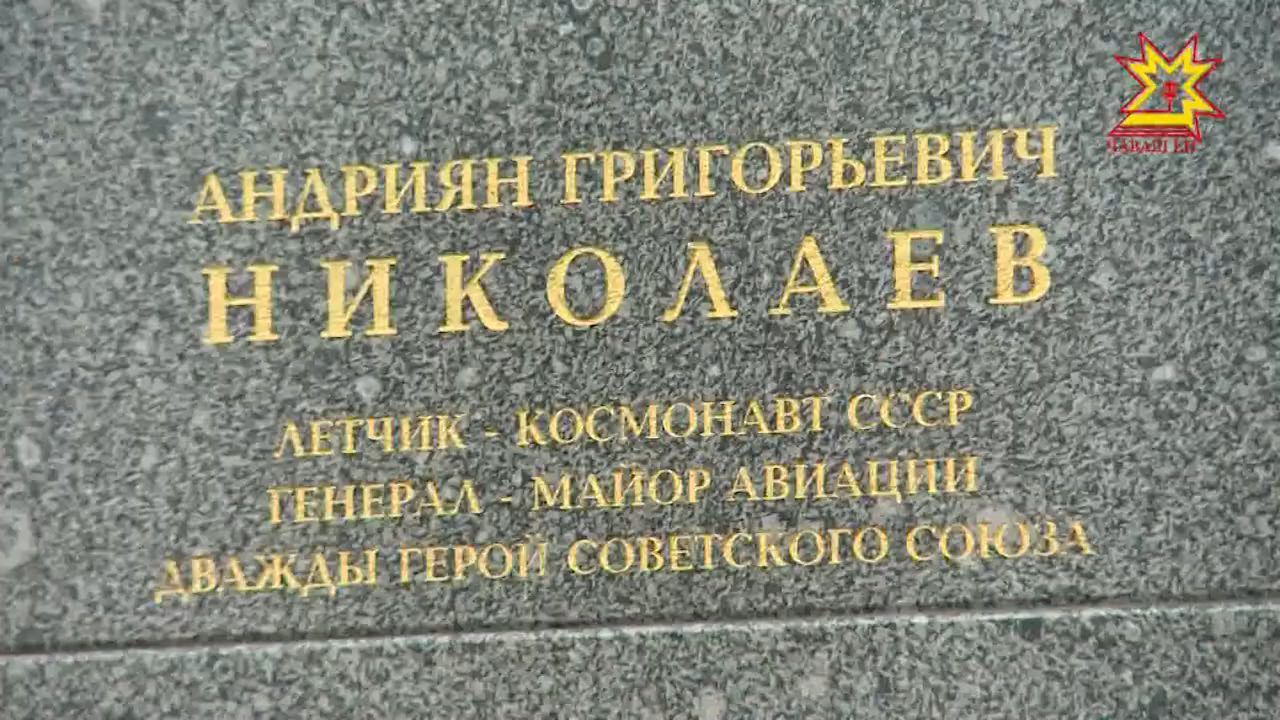 АНДРИЯН ГРИГОРЬЕВИЧ
НИКОЛАЕВ
ЛЕТЧИК - КОСМОНАВТ СССР
ГЕНЕРАЛ - МАЙОР АВИАЦИИ
ДВАЖДЫ ГЕРОЙ СОВЕТСКОГО СОЮЗА